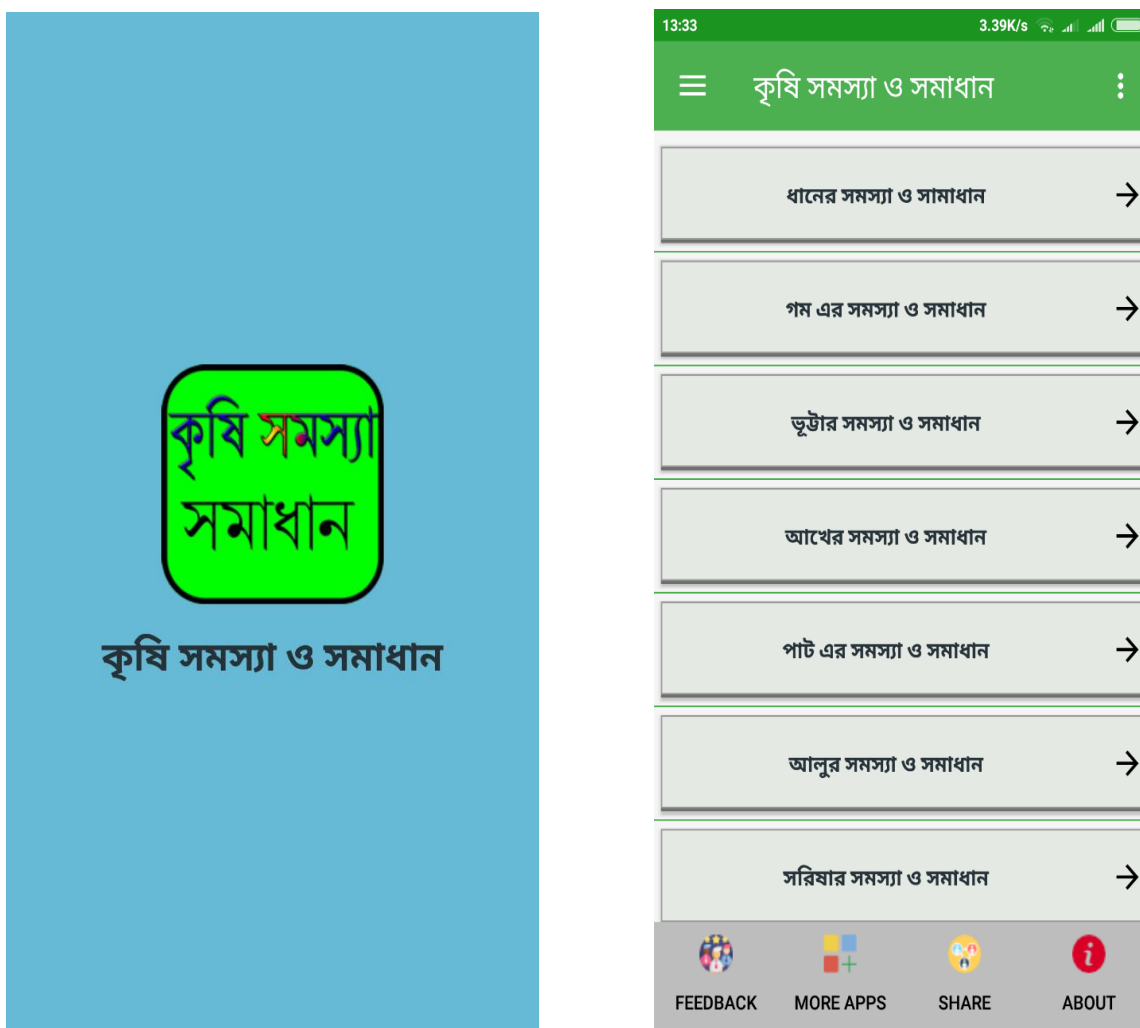 কৃষি সমস্যা
সমাধান
কৃষি সমস্যা ও সমাধান
13:33
3.39K/s
কৃষি সমস্যা ও সমাধান
ধানের সমস্যা ও সামাধান
গম এর সমস্যা ও সমাধান
ভূট্টার সমস্যা ও সমাধান
আখের সমস্যা ও সমাধান
পাট এর সমস্যা ও সমাধান
আলুর সমস্যা ও সমাধান
সরিষার সমস্যা ও সমাধান
FEEDBACK MORE APPS SHARE ABOUT